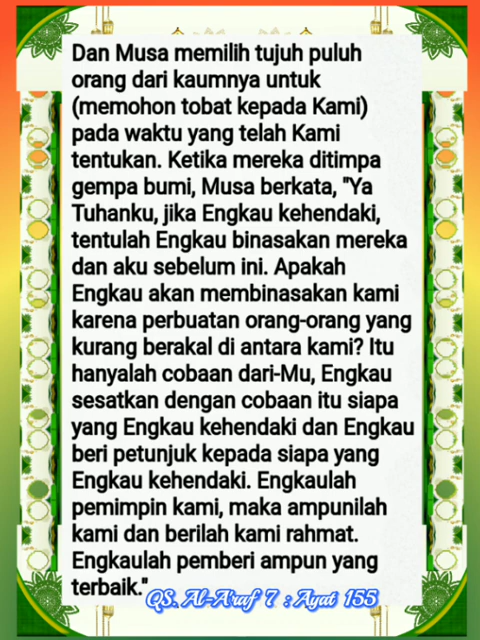 Dan Musa memilih tujuh puluh
orang dari kaumnya untuk
(memohon tobat kepada Kami)
pada waktu yang telah Kami
tentukan. Ketika mereka ditimpa
gempa bumi, Musa berkata, "Ya
Tuhanku, jika Engkau kehendaki,
tentulah Engkau binasakan mereka
dan aku sebelum ini. Apakah
Engkau akan membinasakan kami
karena perbuatan orang-orang yang
kurang berakal di antara kami? Itu
hanyalah cobaan dari-Mu, Engkau
sesatkan dengan cobaan itu siapa
yang Engkau kehendaki dan Engkau
beri petunjuk kepada siapa yang
Engkau kehendaki. Engkaulah
pemimpin kami, maka ampunilah
kami dan berilah kami rahmat.
Engkaulah pemberi ampun yang
terbaik."
QS. Al-A'raf 7 : Ayat 155